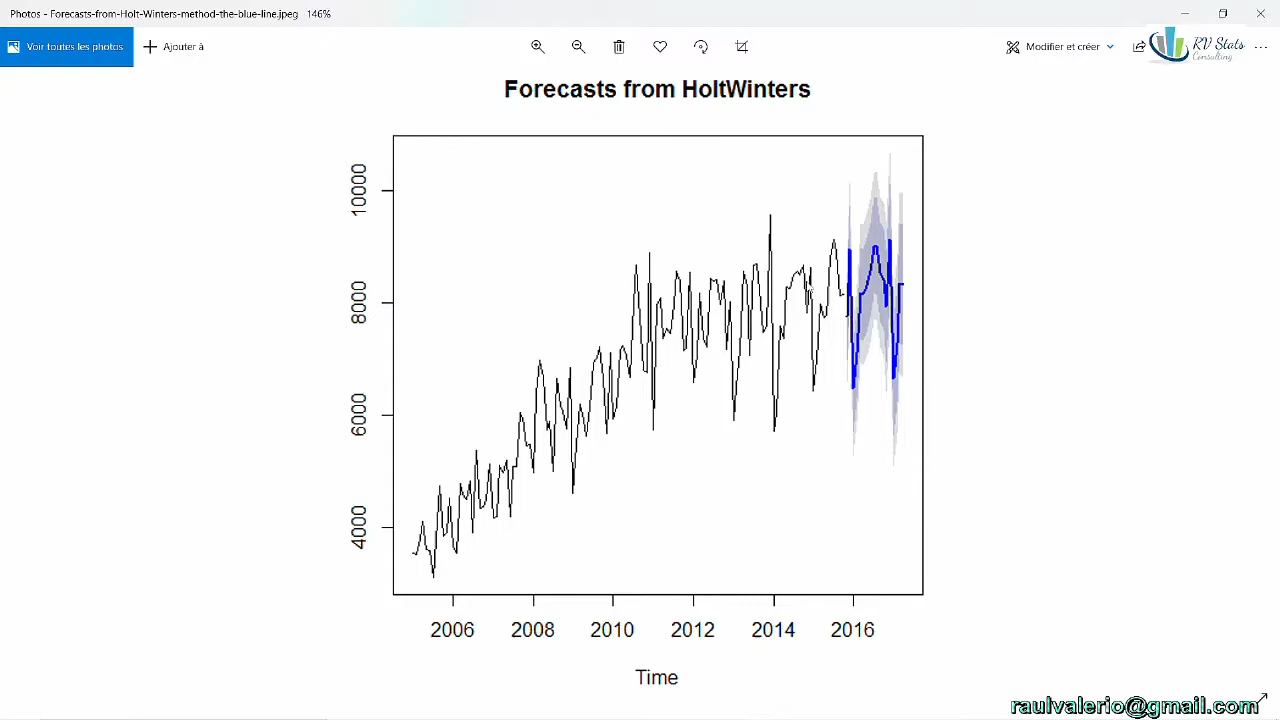 Photos - Forecasts-from-Holt-Winters-method-the-blue-line.jpeg 146%
Voir toutes les photos
Ajouter à
Modifier et créer
RV Stats
Consulting
Forecasts from HoltWinters
10000
8000
6000
4000
2006 2008 2010 2012 2014 2016
Time
raulvalerio@gmail.com